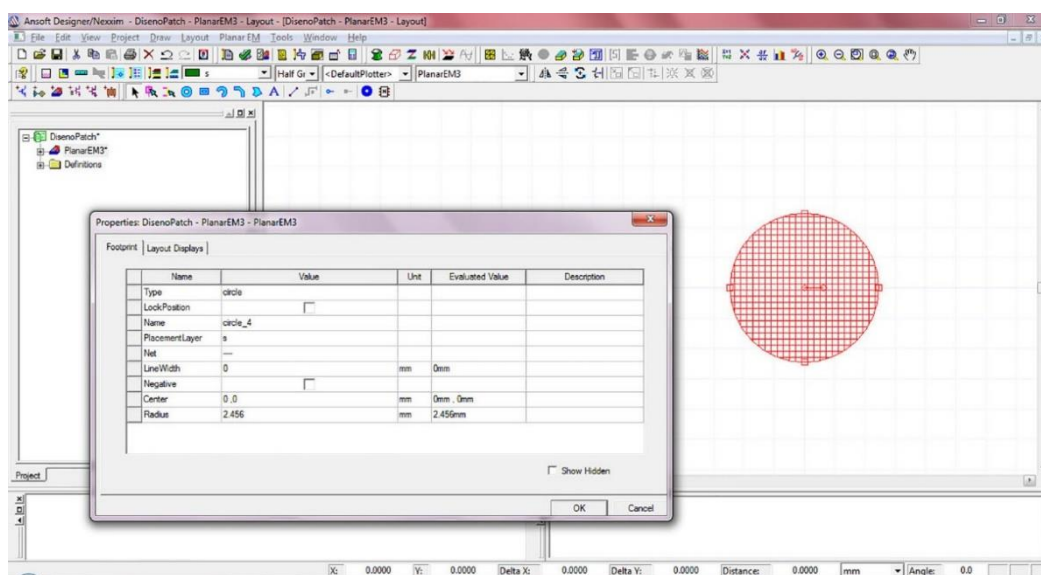 Ansoft Designer/Nexxim - DisenoPatch - PlanarEM3 - Layout - [DisenoPatch - PlanarEM3 - Layout]
File Edit View Project Draw Layout Planar EM Tools Window Help
s Half Gr <DefaultPlotter> PlanarEM3
DisenoPatch*
PlanarEM3*
Definitions
Properties: DisenoPatch - PlanarEM3 - PlanarEM3
Footprint Layout Displays
Name Value Unit Evaluated Value Description
Type circle
LockPosition
Name circle_4
PlacementLayer s
Net ---
LineWidth 0 mm 0mm
Negative
Center 0 ,0 mm 0mm , 0mm
Radius 2.456 mm 2.456mm
Show Hidden
Project
OK Cancel
X: 0.0000 Y: 0.0000 Delta X: 0.0000 Delta Y: 0.0000 Distance: 0.0000 mm Angle: 0.0